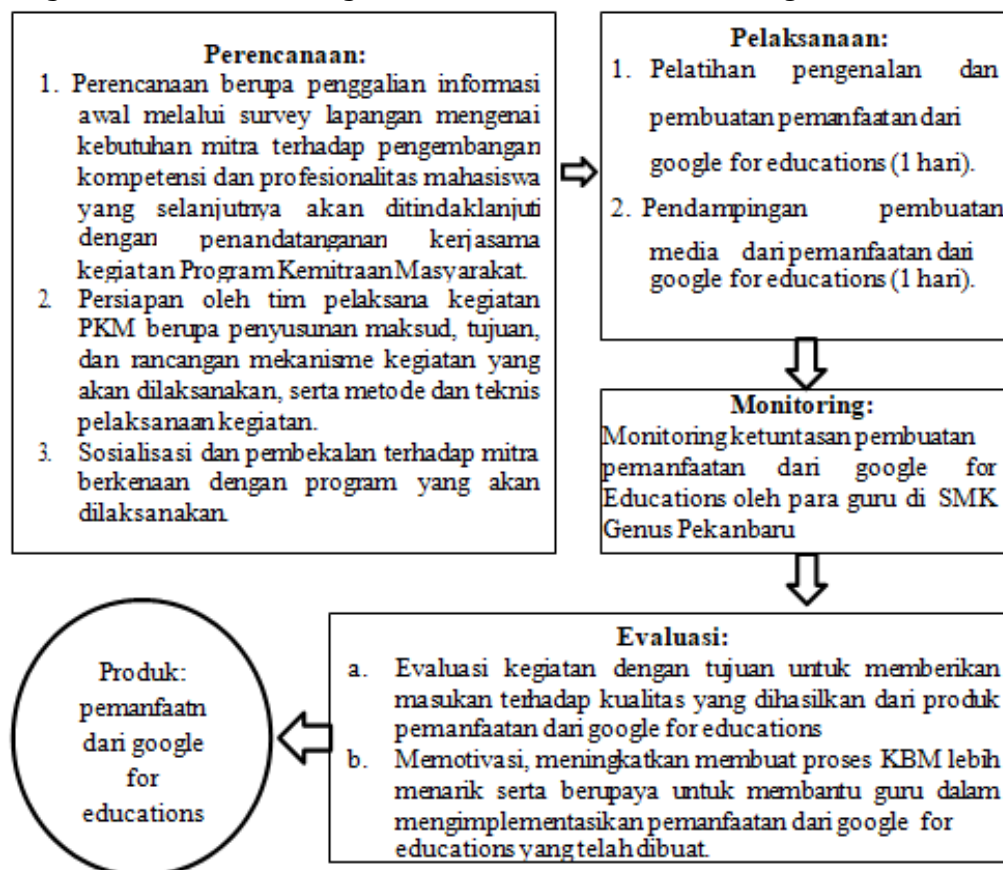 Perencanaan:
1. Perencanaan berupa penggalian informasi
awal melalui survey lapangan mengenai
kebutuhan mitra terhadap pengembangan
kompetensi dan profesionalitas mahasiswa
yang selanjutnya akan ditindaklanjuti
dengan penandatanganan kerjasama
kegiatan Program Kemitraan Masyarakat.
2. Persiapan oleh tim pelaksana kegiatan
PKM berupa penyusunan maksud, tujuan,
dan rancangan mekanisme kegiatan yang
akan dilaksanakan, serta metode dan teknis
pelaksanaan kegiatan.
3. Sosialisasi dan pembekalan terhadap mitra
berkenaan dengan program yang akan
dilaksanakan.
Pelaksanaan:
1. Pelatihan pengenalan dan
pembuatan pemanfaatan dari
google for educations (1 hari).
2. Pendampingan pembuatan
media dari pemanfaatan dari
google for educations (1 hari).
Monitoring:
Monitoring ketuntasan pembuatan
pemanfaatan dari google for
Educations oleh para guru di SMK
Genus Pekanbaru
Evaluasi:
a. Evaluasi kegiatan dengan tujuan untuk memberikan
masukan terhadap kualitas yang dihasilkan dari produk
pemanfaatan dari google for educations
b. Memotivasi, meningkatkan membuat proses KBM lebih
menarik serta berupaya untuk membantu guru dalam
mengimplementasikan pemanfaatan dari google for
educations yang telah dibuat.
Produk:
pemanfaatn
dari google
for
educations